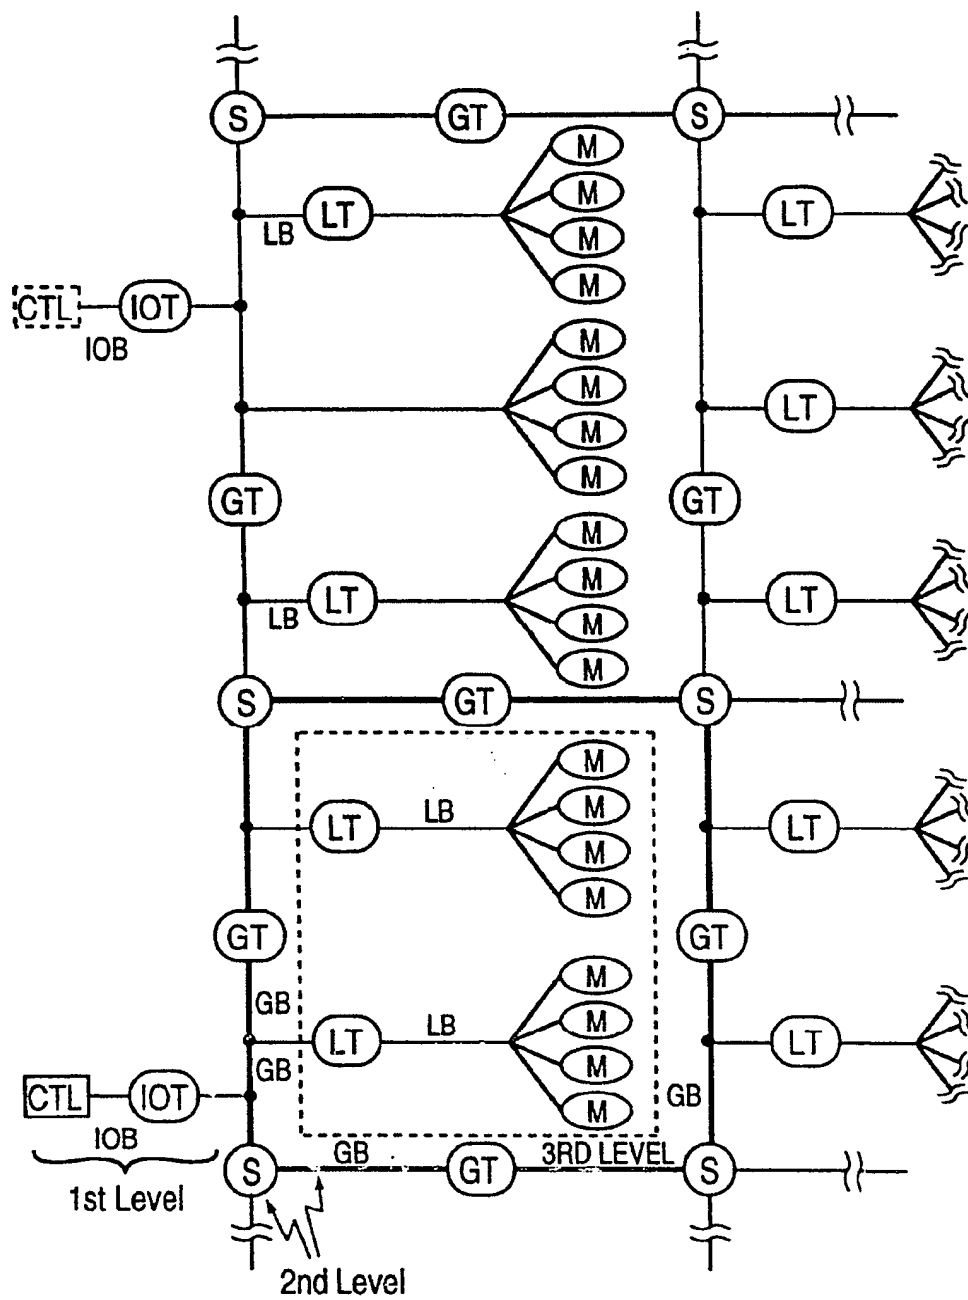 S GT S
M
M
LT LT
LB M
M
CTL IOT
IOB
M
M LT
M
M
GT GT
M
M
LT LT
LB M
M
S GT S
M
LT LB M LT
M
M
GT GT
M
GB
LT LB M LT
GB M
M
CTL IOT GB
IOB
GB 3RD LEVEL
S GT S
1st Level
2nd Level